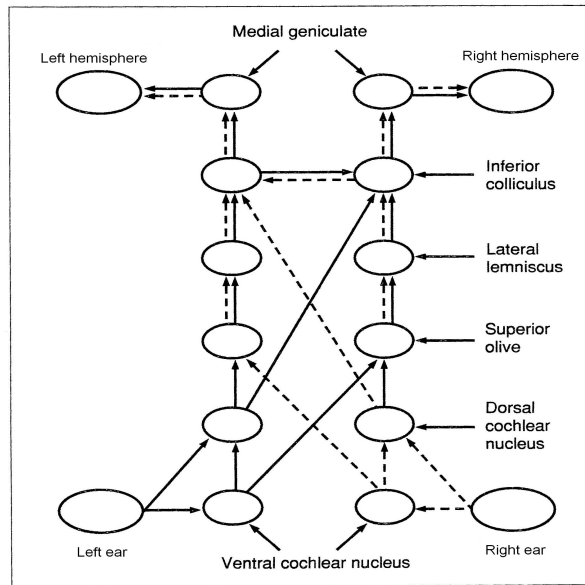 Medial geniculate
Left hemisphere
Right hemisphere
Inferior
colliculus
Lateral
lemniscus
Superior
olive
Dorsal
cochlear
nucleus
Left ear
Ventral cochlear nucleus
Right ear